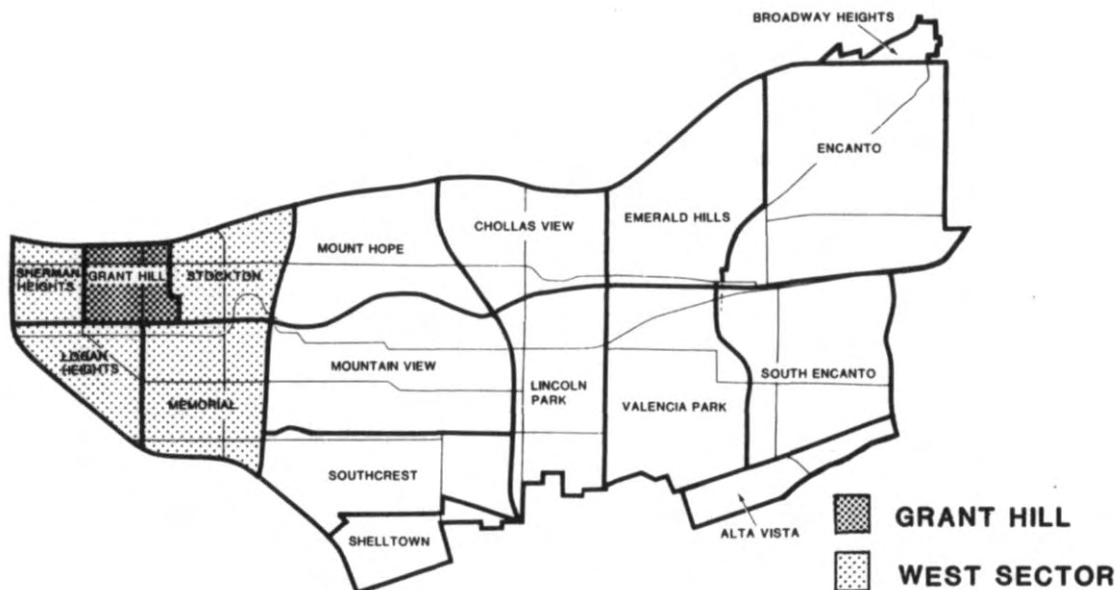 BROADWAY HEIGHTS
ENCANTO
EMERALD HILLS
CHOLLAS VIEW
MOUNT HOPE
SHERMAN
HEIGHTS
GRANT HILL
STOCKTON
LOGAN
HEIGHTS
MEMORIAL
MOUNTAIN VIEW
LINCOLN
PARK
VALENCIA PARK
SOUTH ENCANTO
SOUTHCREST
SHELLTOWN
ALTA VISTA
GRANT HILL
WEST SECTOR